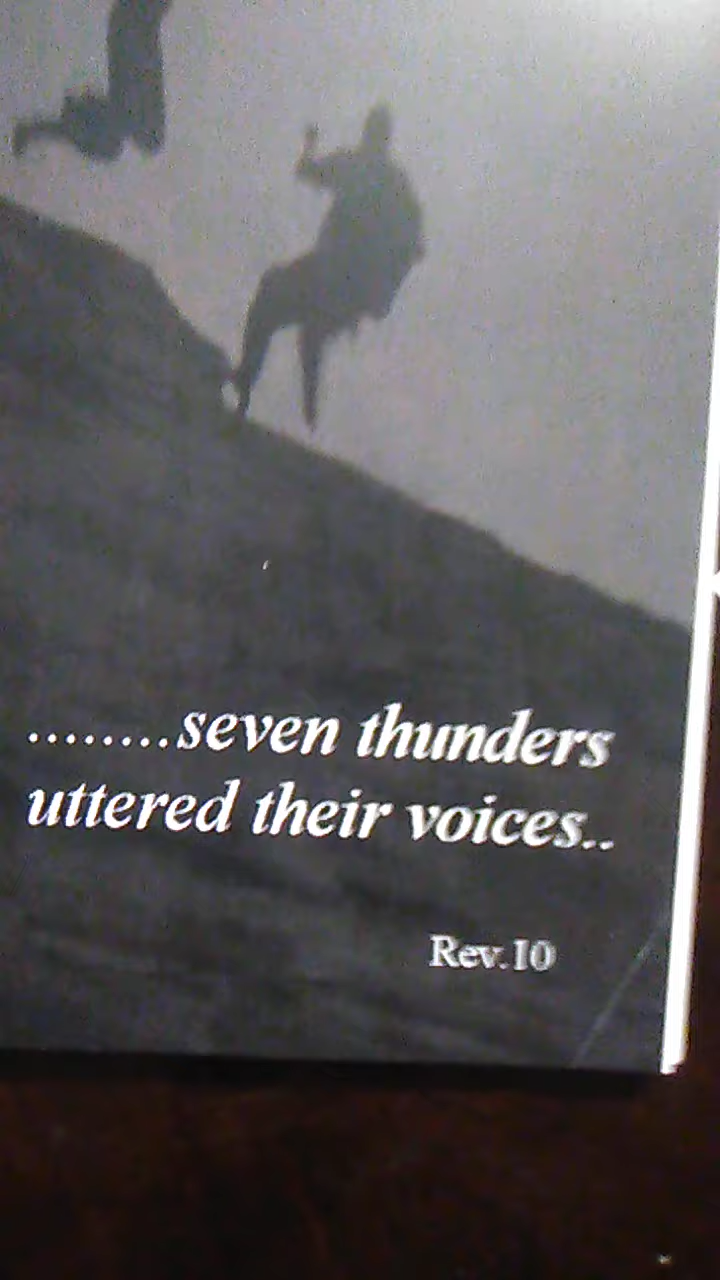 ........seven thunders
uttered their voices..
Rev.10